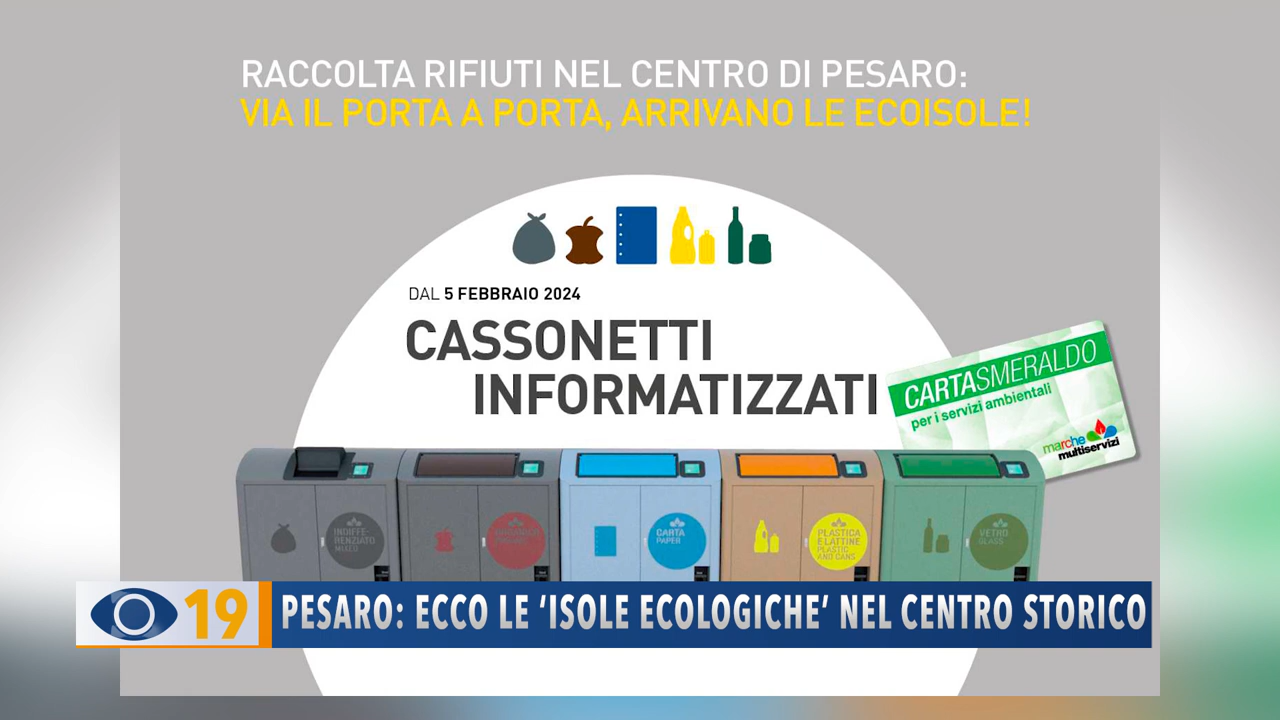 RACCOLTA RIFIUTI NEL CENTRO DI PESARO:
VIA IL PORTA A PORTA, ARRIVANO LE ECOISOLE!
DAL 5 FEBBRAIO 2024
CASSONETTI
INFORMATIZZATI
CARTASMERALDO
per i servizi ambientali
marche
multiservizi
INDIFFE-
RENZIATO
MIXED
CARTA
PAPER
PLASTICA
E LATTINE
PLASTIC
AND CANS
VETRO
GLASS
19
PESARO: ECCO LE ‘ISOLE ECOLOGICHE’ NEL CENTRO STORICO